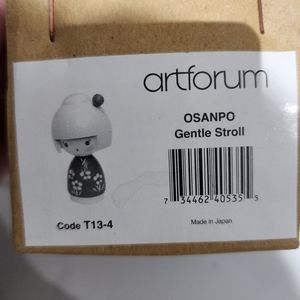 artforum
OSANPO
Gentle Stroll
7 34462 40535 5
Code T13-4
Made in Japan